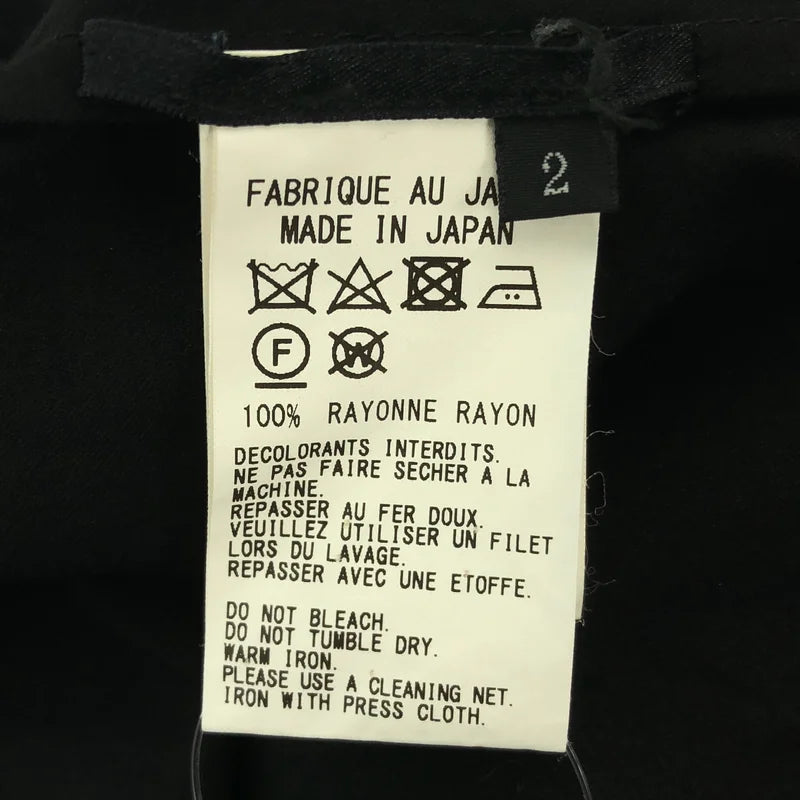 2
FABRIQUE AU JA
MADE IN JAPAN
F
W
100% RAYONNE RAYON
DECOLORANTS INTERDITS.
NE PAS FAIRE SECHER A LA
MACHINE.
REPASSER AU FER DOUX.
VEUILLEZ UTILISER UN FILET
LORS DU LAVAGE.
REPASSER AVEC UNE ETOFFE.
DO NOT BLEACH.
DO NOT TUMBLE DRY.
WARM IRON.
PLEASE USE A CLEANING NET.
IRON WITH PRESS CLOTH.